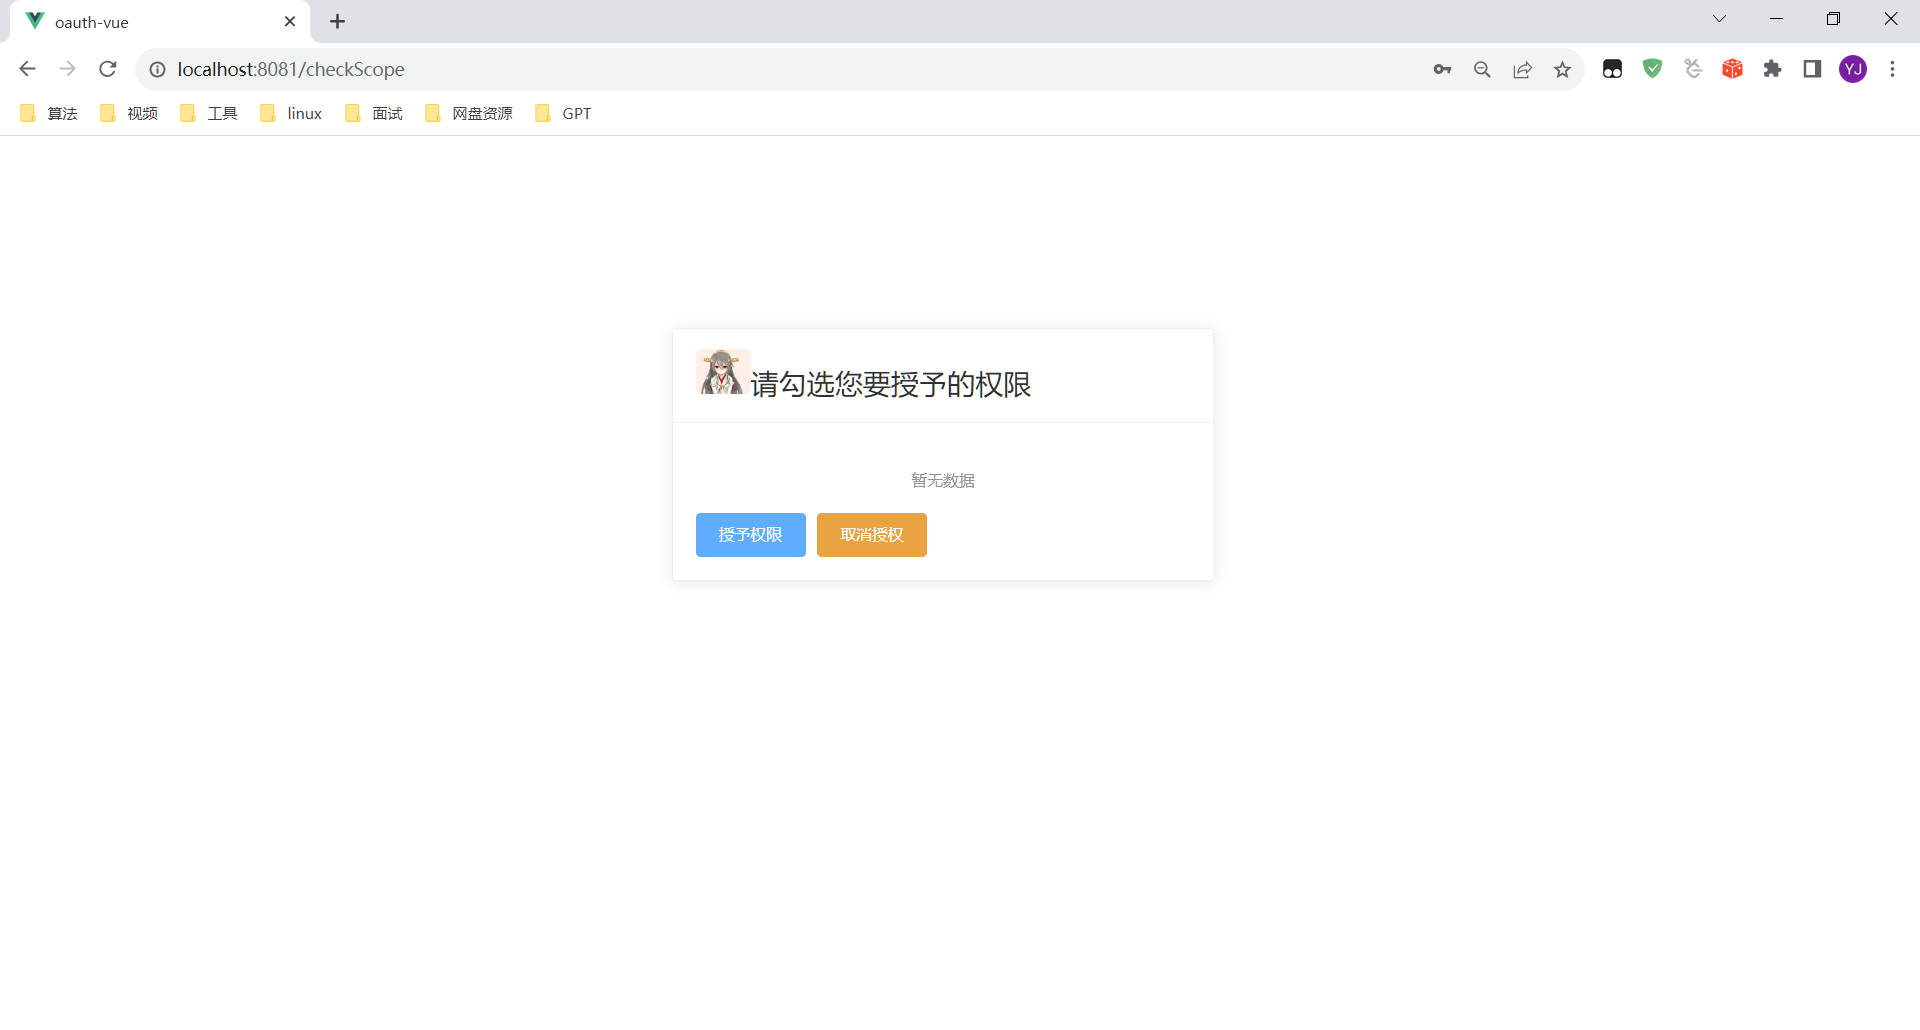 oauth-vue
localhost:8081/checkScope
YJ
算法 视频 工具 linux 面试 网盘资源 GPT
请勾选您要授予的权限
暂无数据
授予权限 取消授权